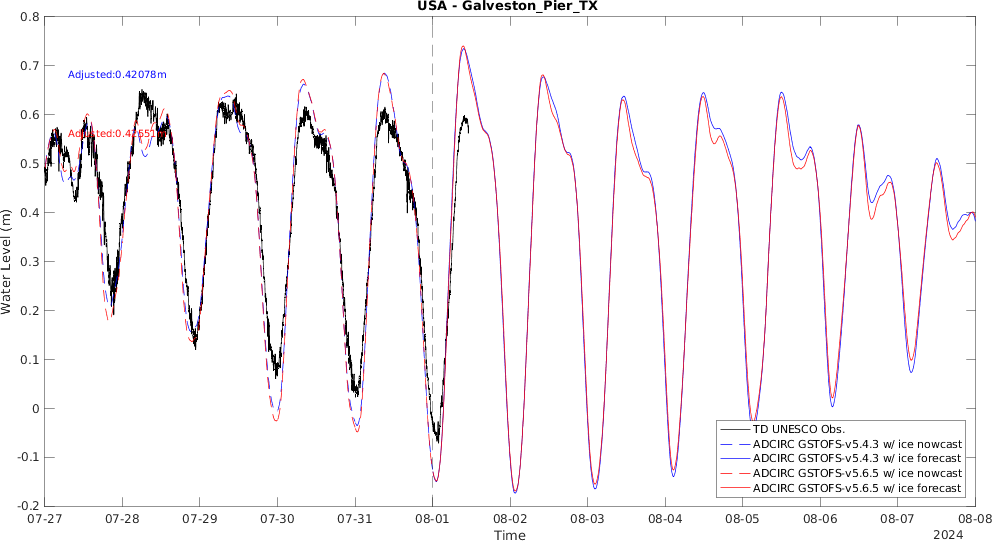 USA - Galveston_Pier_TX
0.8
0.7
0.6
0.5
0.4
0.3
0.2
0.1
0
-0.1
-0.2
Water Level (m)
Adjusted:0.42078m
TD UNESCO Obs.
ADCIRC GSTOFS-v5.4.3 w/ ice nowcast
ADCIRC GSTOFS-v5.4.3 w/ ice forecast
ADCIRC GSTOFS-v5.6.5 w/ ice nowcast
ADCIRC GSTOFS-v5.6.5 w/ ice forecast
07-27 07-28 07-29 07-30 07-31 08-01 08-02 08-03 08-04 08-05 08-06 08-07 08-08
Time
2024